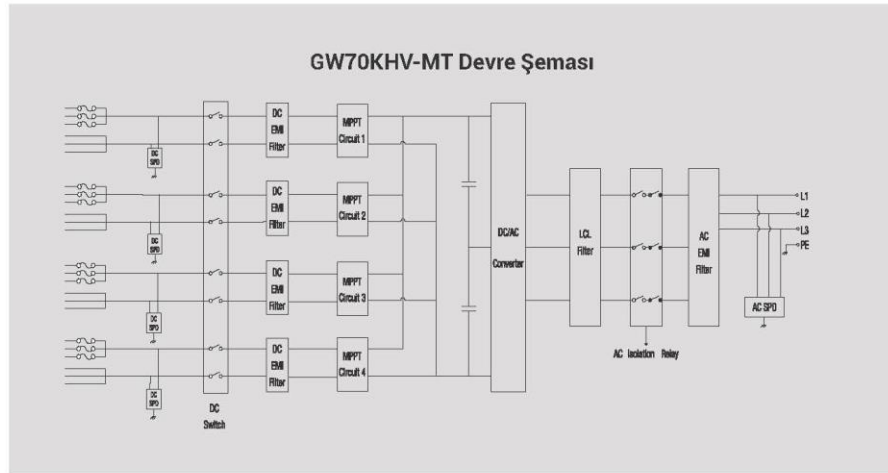 GW70KHV-MT Devre Şeması
DC
EMI
Filter
MPPT
Circuit 1
DC
SPD
DC
EMI
Filter
MPPT
Circuit 2
DC
SPD
DC
EMI
Filter
MPPT
Circuit 3
DC
SPD
DC
EMI
Filter
MPPT
Circuit 4
DC
SPD
DC
Switch
DC/AC
Converter
LCL
Filter
AC Isolation Relay
AC
EMI
Filter
L1
L2
L3
PE
AC SPD